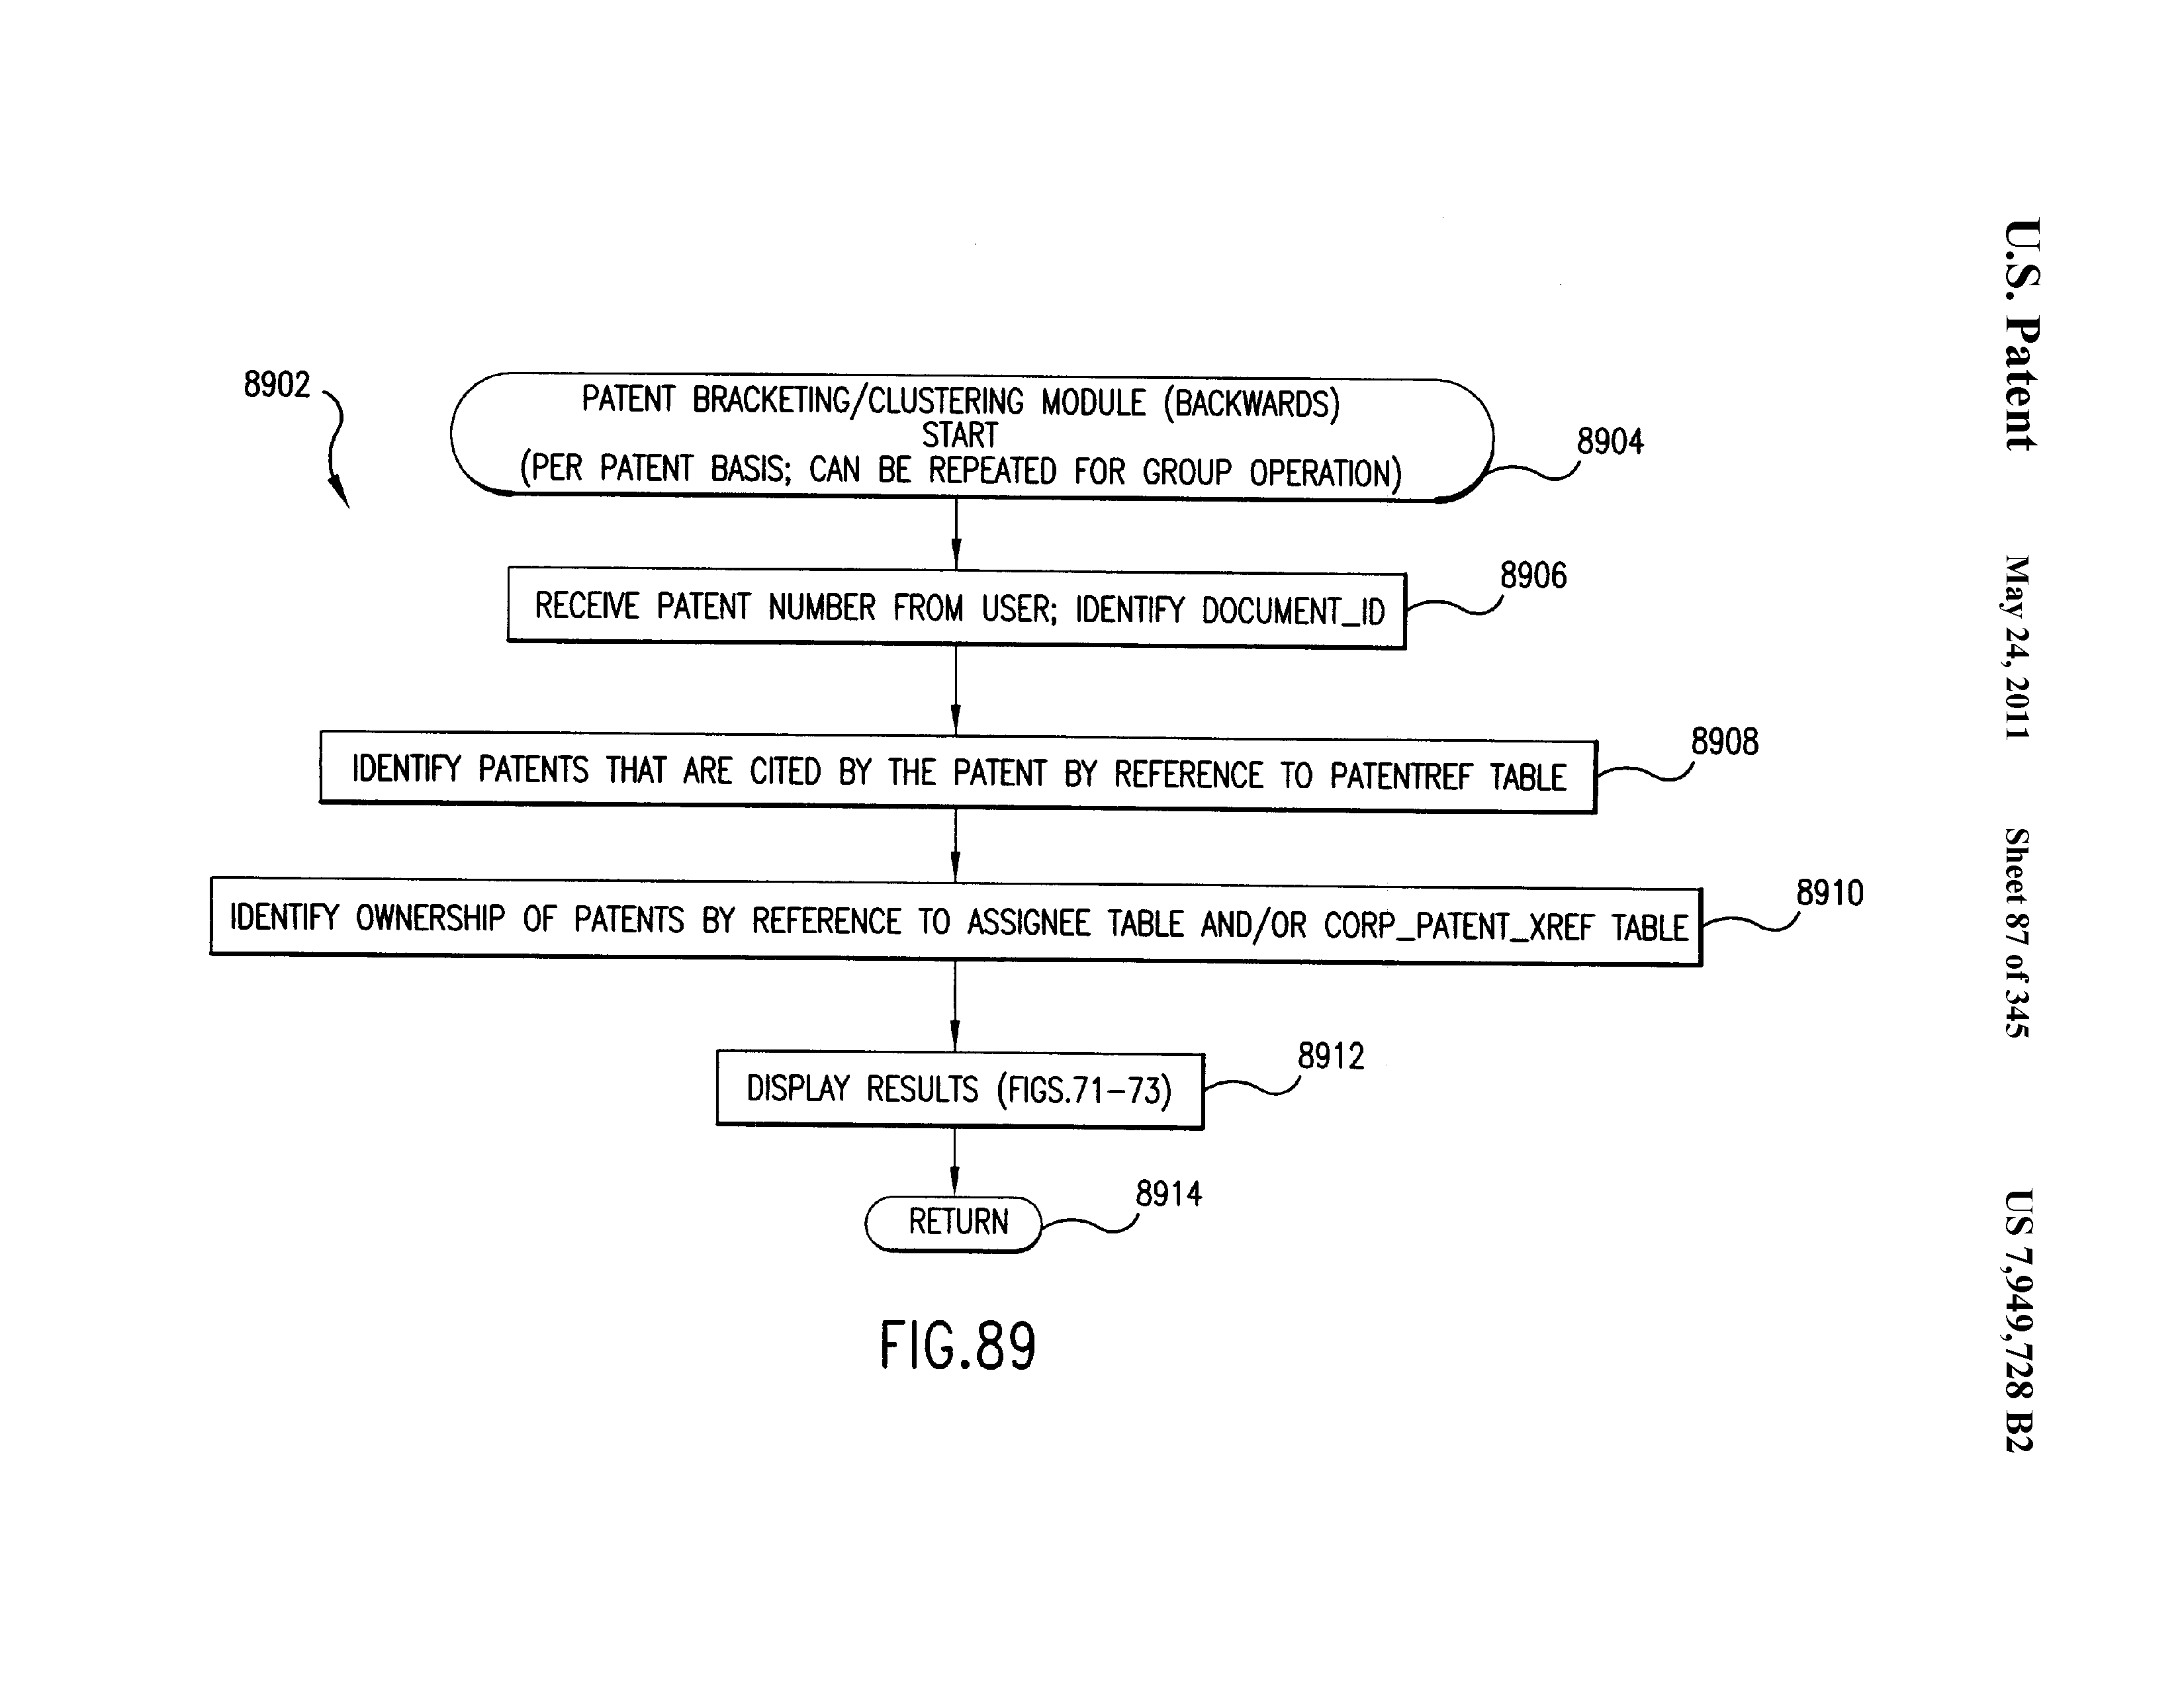 U.S. Patent May 24, 2011 Sheet 87 of 345 US 7,949,728 B2
8902
PATENT BRACKETING/CLUSTERING MODULE (BACKWARDS)
START
(PER PATENT BASIS; CAN BE REPEATED FOR GROUP OPERATION)
8904
RECEIVE PATENT NUMBER FROM USER; IDENTIFY DOCUMENT_ID
8906
IDENTIFY PATENTS THAT ARE CITED BY THE PATENT BY REFERENCE TO PATENTREF TABLE
8908
IDENTIFY OWNERSHIP OF PATENTS BY REFERENCE TO ASSIGNEE TABLE AND/OR CORP_PATENT_XREF TABLE
8910
DISPLAY RESULTS (FIGS.71-73)
8912
RETURN
8914
FIG.89